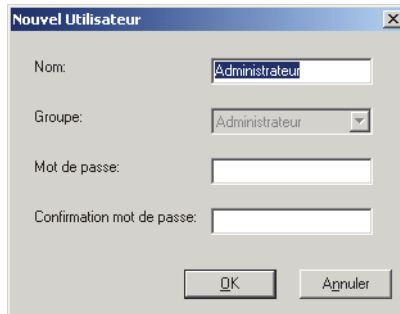 Nouvel Utilisateur
Nom: Administrateur
Groupe: Administrateur
Mot de passe:
Confirmation mot de passe:
OK Annuler